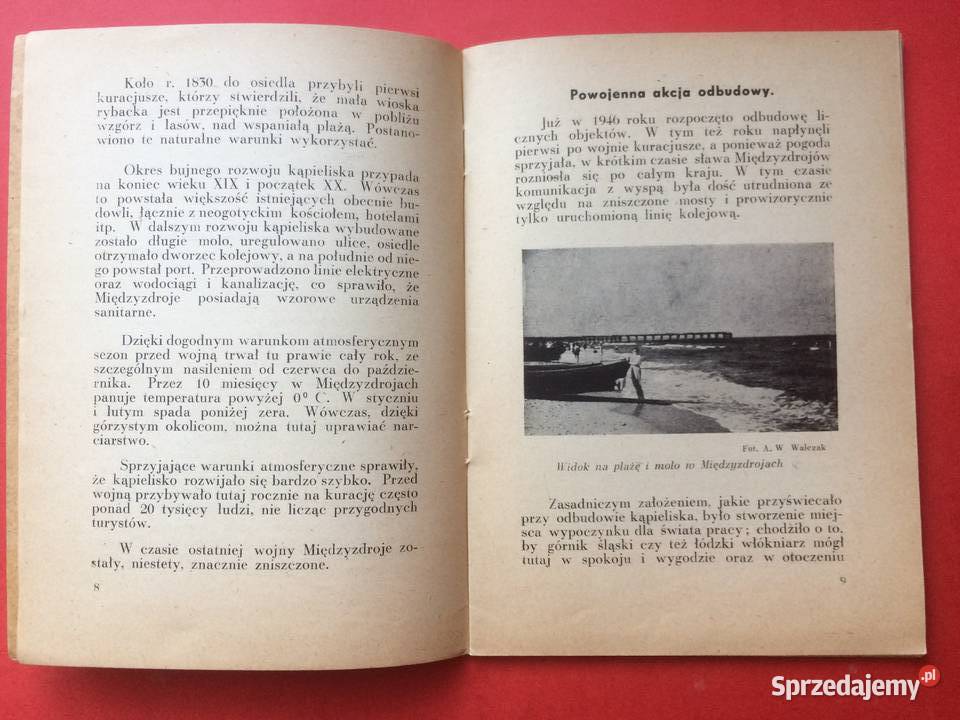 Koło r. 1830 do osiedla przybyli pierwsi
kuracjusze, którzy stwierdzili, że mała wioska
rybacka jest przepięknie położona w pobliżu
wzgórz i lasów, nad wspaniałą plażą. Postano-
wiono te naturalne warunki wykorzystać.
Okres bujnego rozwoju kąpieliska przypada
na koniec wieku XIX i początek XX. Wówczas
to powstała większość istniejących obecnie bu-
dowli, łącznie z neogotyckim kościołem, hotelami
itp. W dalszym rozwoju kąpieliska wybudowane
zostało długie molo, uregulowano ulice, osiedle
otrzymało dworzec kolejowy, a na południe od nie-
go powstał port. Przeprowadzono linie elektryczne
oraz wodociągi i kanalizację, co sprawiło, że
Międzyzdroje posiadają wzorowe urządzenia
sanitarne.
Dzięki dogodnym warunkom atmosferycznym
sezon przed wojną trwał tu prawie cały rok, ze
szczególnym nasileniem od czerwca do paździer-
nika. Przez 10 miesięcy w Międzyzdrojach
panuje temperatura powyżej 0° C. W styczniu
i lutym spada poniżej zera. Wówczas, dzięki
górzystym okolicom, można tutaj uprawiać nar-
ciarstwo.
Sprzyjające warunki atmosferyczne sprawiły,
że kąpielisko rozwijało się bardzo szybko. Przed
wojną przybywało tutaj rocznie na kurację często
ponad 20 tysięcy ludzi, nie licząc przygodnych
turystów.
W czasie ostatniej wojny Międzyzdroje zo-
stały, niestety, znacznie zniszczone.
8
Powojenna akcja odbudowy.
Już w 1946 roku rozpoczęto odbudowę li-
cznych objektów. W tym też roku napłynęli
pierwsi po wojnie kuracjusze, a ponieważ pogoda
sprzyjała, w krótkim czasie sława Międzyzdrojów
rozniosła się po całym kraju. W tym czasie
komunikacja z wyspą była dość utrudniona ze
względu na zniszczone mosty i prowizorycznie
tylko uruchomioną linię kolejową.
Fot. A. W Walczak
Widok na plażę i molo w Międzyzdrojach
Zasadniczym założeniem, jakie przyświecało
przy odbudowie kąpieliska, było stworzenie miej-
sca wypoczynku dla świata pracy; chodziło o to,
by górnik śląski czy też łódzki włókniarz mógł
tutaj w spokoju i wygodzie oraz w otoczeniu
9
Sprzedajemy.pl